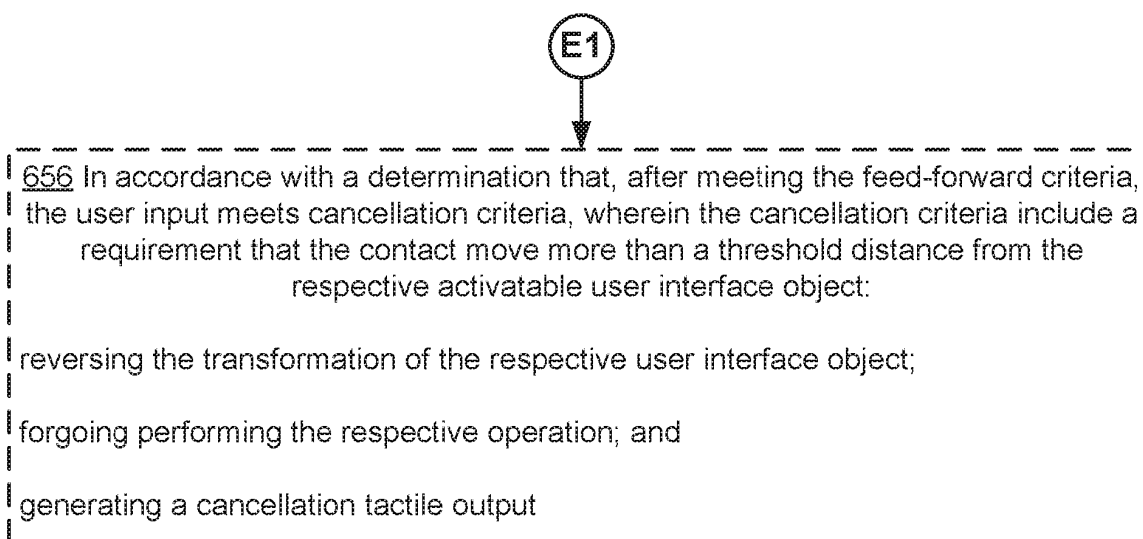 E1
656 In accordance with a determination that, after meeting the feed-forward criteria,
the user input meets cancellation criteria, wherein the cancellation criteria include a
requirement that the contact move more than a threshold distance from the
respective activatable user interface object:
reversing the transformation of the respective user interface object;
forgoing performing the respective operation; and
generating a cancellation tactile output